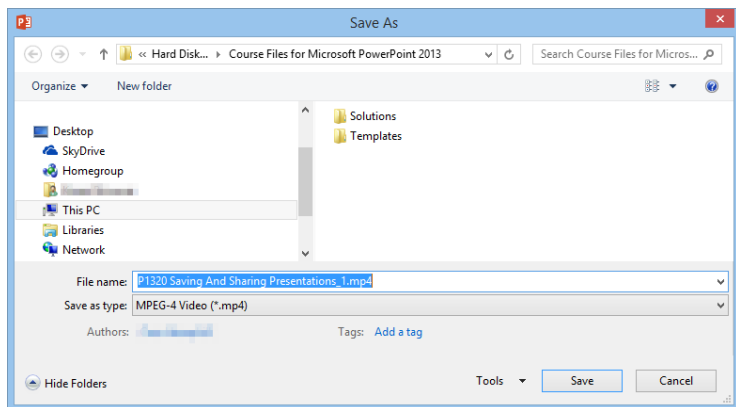 Save As
« Hard Disk... ▸ Course Files for Microsoft PowerPoint 2013
Search Course Files for Micros...
Organize
New folder
Desktop
SkyDrive
Homegroup
This PC
Libraries
Network
Solutions
Templates
File name: P1320 Saving And Sharing Presentations_1.mp4
Save as type: MPEG-4 Video (*.mp4)
Authors:
Tags: Add a tag
Hide Folders
Tools
Save
Cancel